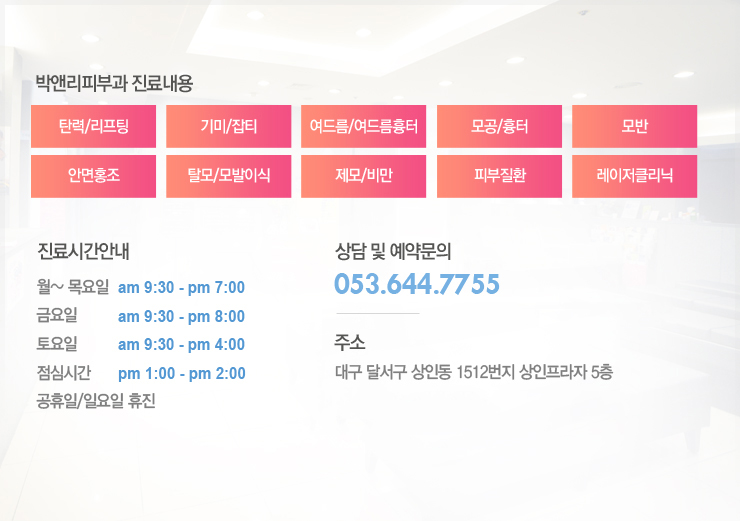 박앤리피부과 진료내용
탄력/리프팅 기미/잡티 여드름/여드름흉터 모공/흉터 모반
안면홍조 탈모/모발이식 제모/비만 피부질환 레이저클리닉
진료시간안내
월~ 목요일 am 9:30 - pm 7:00
금요일 am 9:30 - pm 8:00
토요일 am 9:30 - pm 4:00
점심시간 pm 1:00 - pm 2:00
공휴일/일요일 휴진
상담 및 예약문의
053.644.7755
주소
대구 달서구 상인동 1512번지 상인프라자 5층